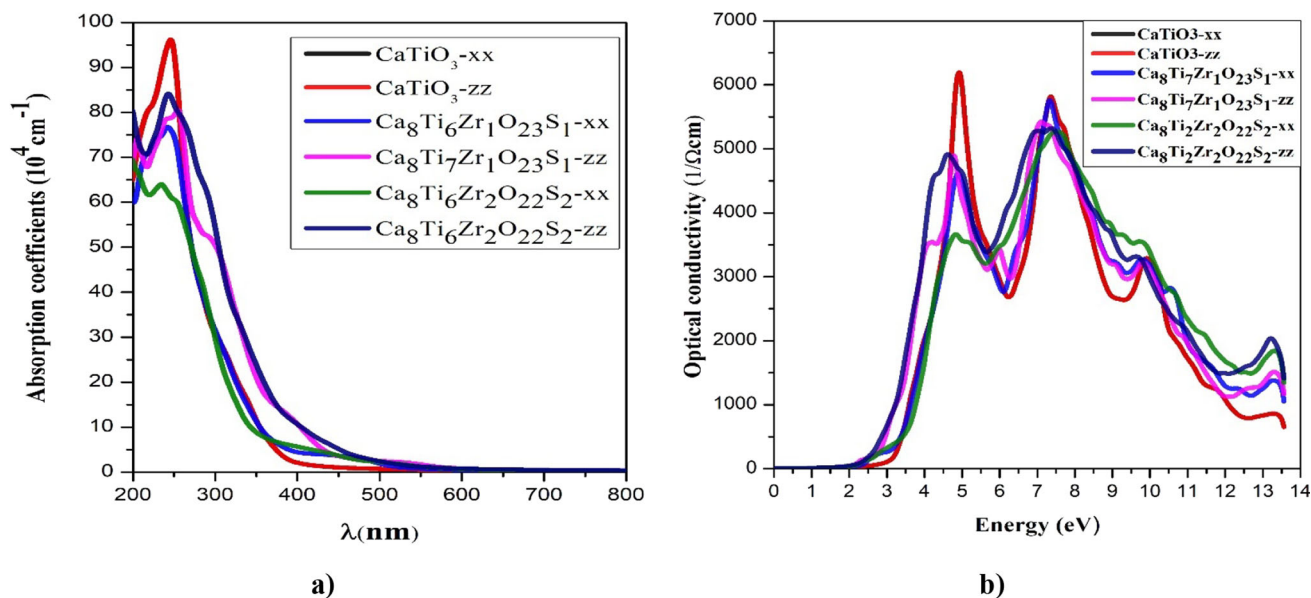 a)
100
90
80
70
60
50
40
30
20
10
0
Absorption coefficients (10⁴ cm⁻¹)
CaTiO₃-xx
CaTiO₃-zz
Ca₈Ti₆Zr₁O₂₃S₁-xx
Ca₈Ti₇Zr₁O₂₃S₁-zz
Ca₈Ti₆Zr₂O₂₂S₂-xx
Ca₈Ti₆Zr₂O₂₂S₂-zz
200 300 400 500 600 700 800
λ(nm)
a)
7000
6000
5000
4000
3000
2000
1000
0
Optical conductivity (1/Ωcm)
CaTiO3-xx
CaTiO3-zz
Ca₈Ti₇Zr₁O₂₃S₁-xx
Ca₈Ti₇Zr₁O₂₃S₁-zz
Ca₈Ti₂Zr₂O₂₂S₂-xx
Ca₈Ti₂Zr₂O₂₂S₂-zz
0 1 2 3 4 5 6 7 8 9 10 11 12 13 14
Energy (eV)
b)